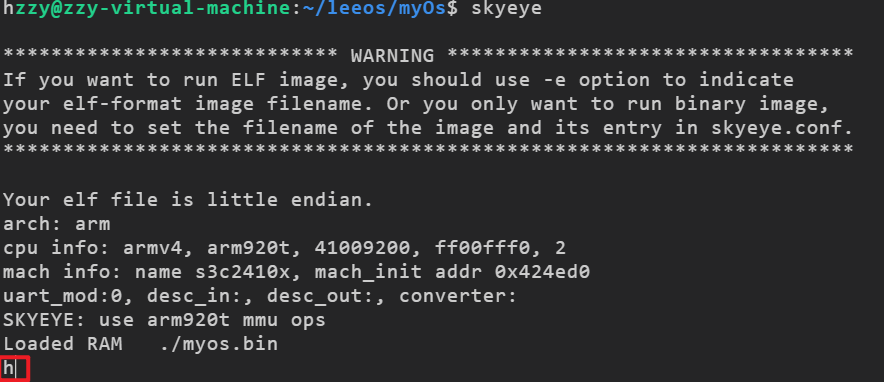 hzzy@zzy-virtual-machine:~/leeos/myOs$ skyeye
**************************** WARNING **********************************
If you want to run ELF image, you should use -e option to indicate
your elf-format image filename. Or you only want to run binary image,
you need to set the filename of the image and its entry in skyeye.conf.
***********************************************************************
Your elf file is little endian.
arch: arm
cpu info: armv4, arm920t, 41009200, ff00fff0, 2
mach info: name s3c2410x, mach_init addr 0x424ed0
uart_mod:0, desc_in:, desc_out:, converter:
SKYEYE: use arm920t mmu ops
Loaded RAM   ./myos.bin
h